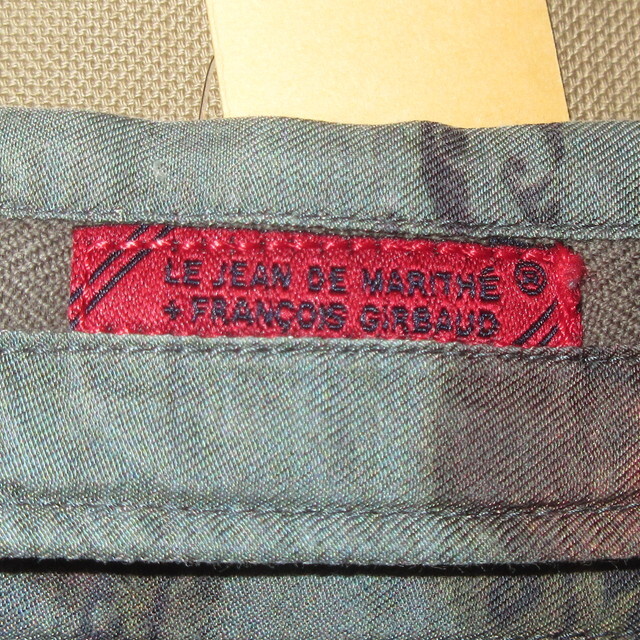 LE JEAN DE MARITHÉ ®
+ FRANÇOIS GIRBAUD